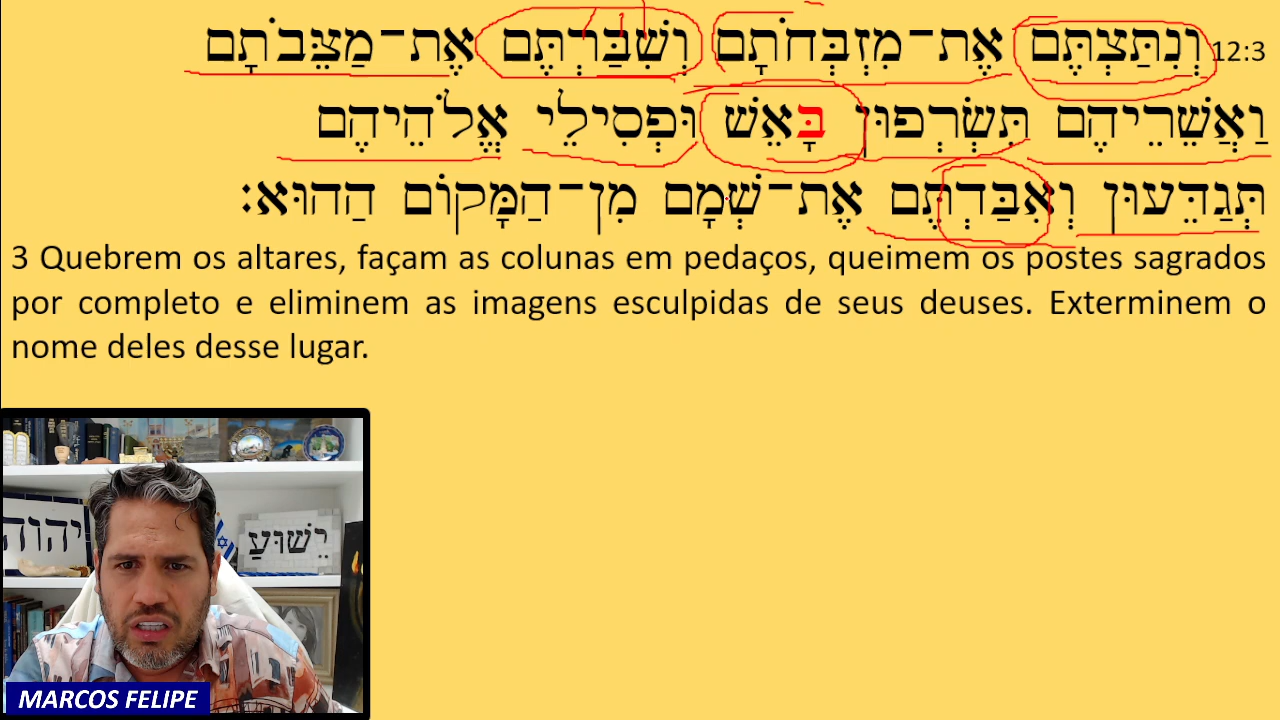 12:3 וְנִתַּצְתֶּם אֶת־מִזְבְּחֹתָם וְשִׁבַּרְתֶּם אֶת־מַצֵּבֹתָם
וַאֲשֵׁרֵיהֶם תִּשְׂרְפוּן בָּאֵשׁ וּפְסִילֵי אֱלֹהֵיהֶם
תְּגַדֵּעוּן וְאִבַּדְתֶּם אֶת־שְׁמָם מִן־הַמָּקוֹם הַהוּא׃
3 Quebrem os altares, façam as colunas em pedaços, queimem os postes sagrados
por completo e eliminem as imagens esculpidas de seus deuses. Exterminem o
nome deles desse lugar.
יהוה
יֵשׁוּעַ
MARCOS FELIPE